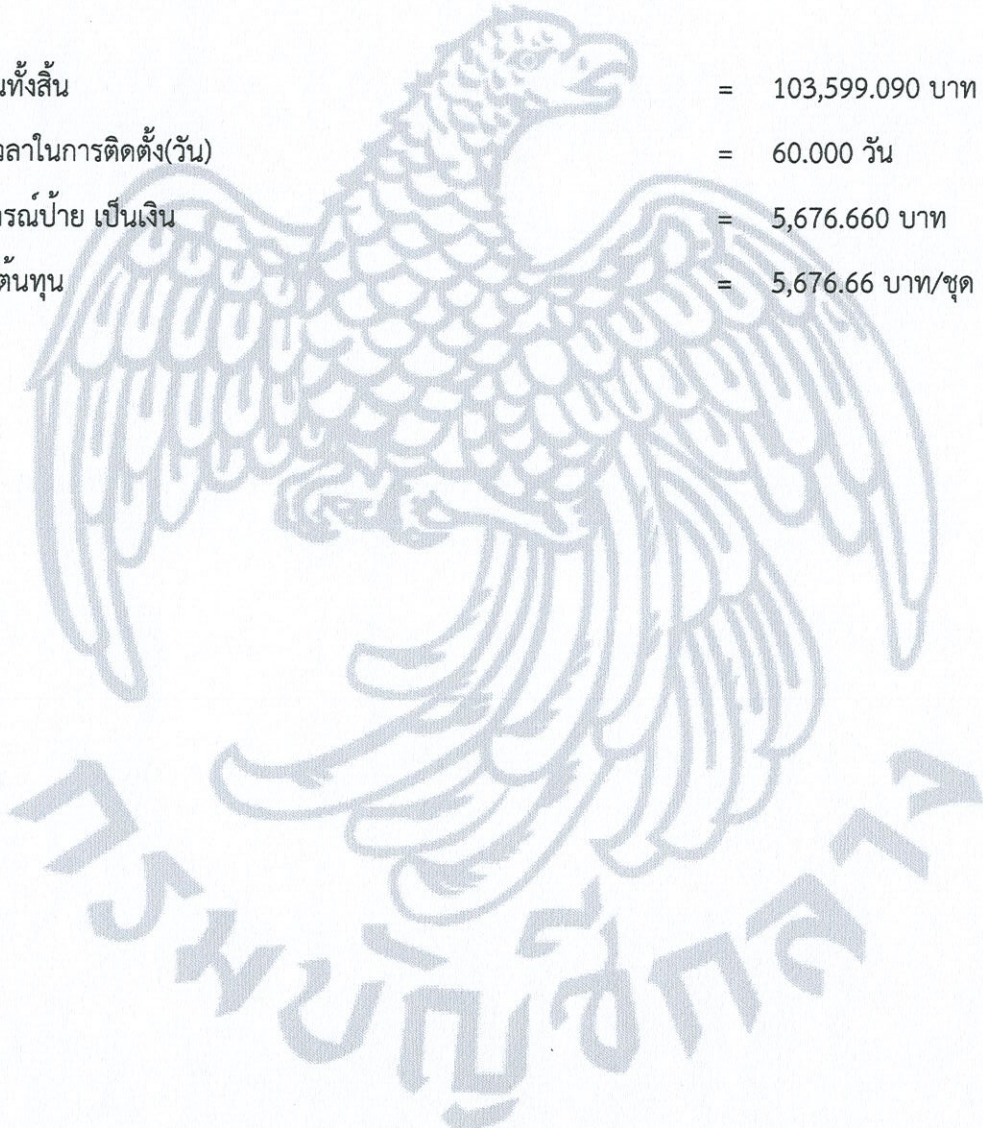 นทั้งสิ้น = 103,599.090 บาท
วลาในการติดตั้ง(วัน) = 60.000 วัน
กรณ์ป้าย เป็นเงิน = 5,676.660 บาท
ต้นทุน = 5,676.66 บาท/ชุด
กรมบัญชีกลาง